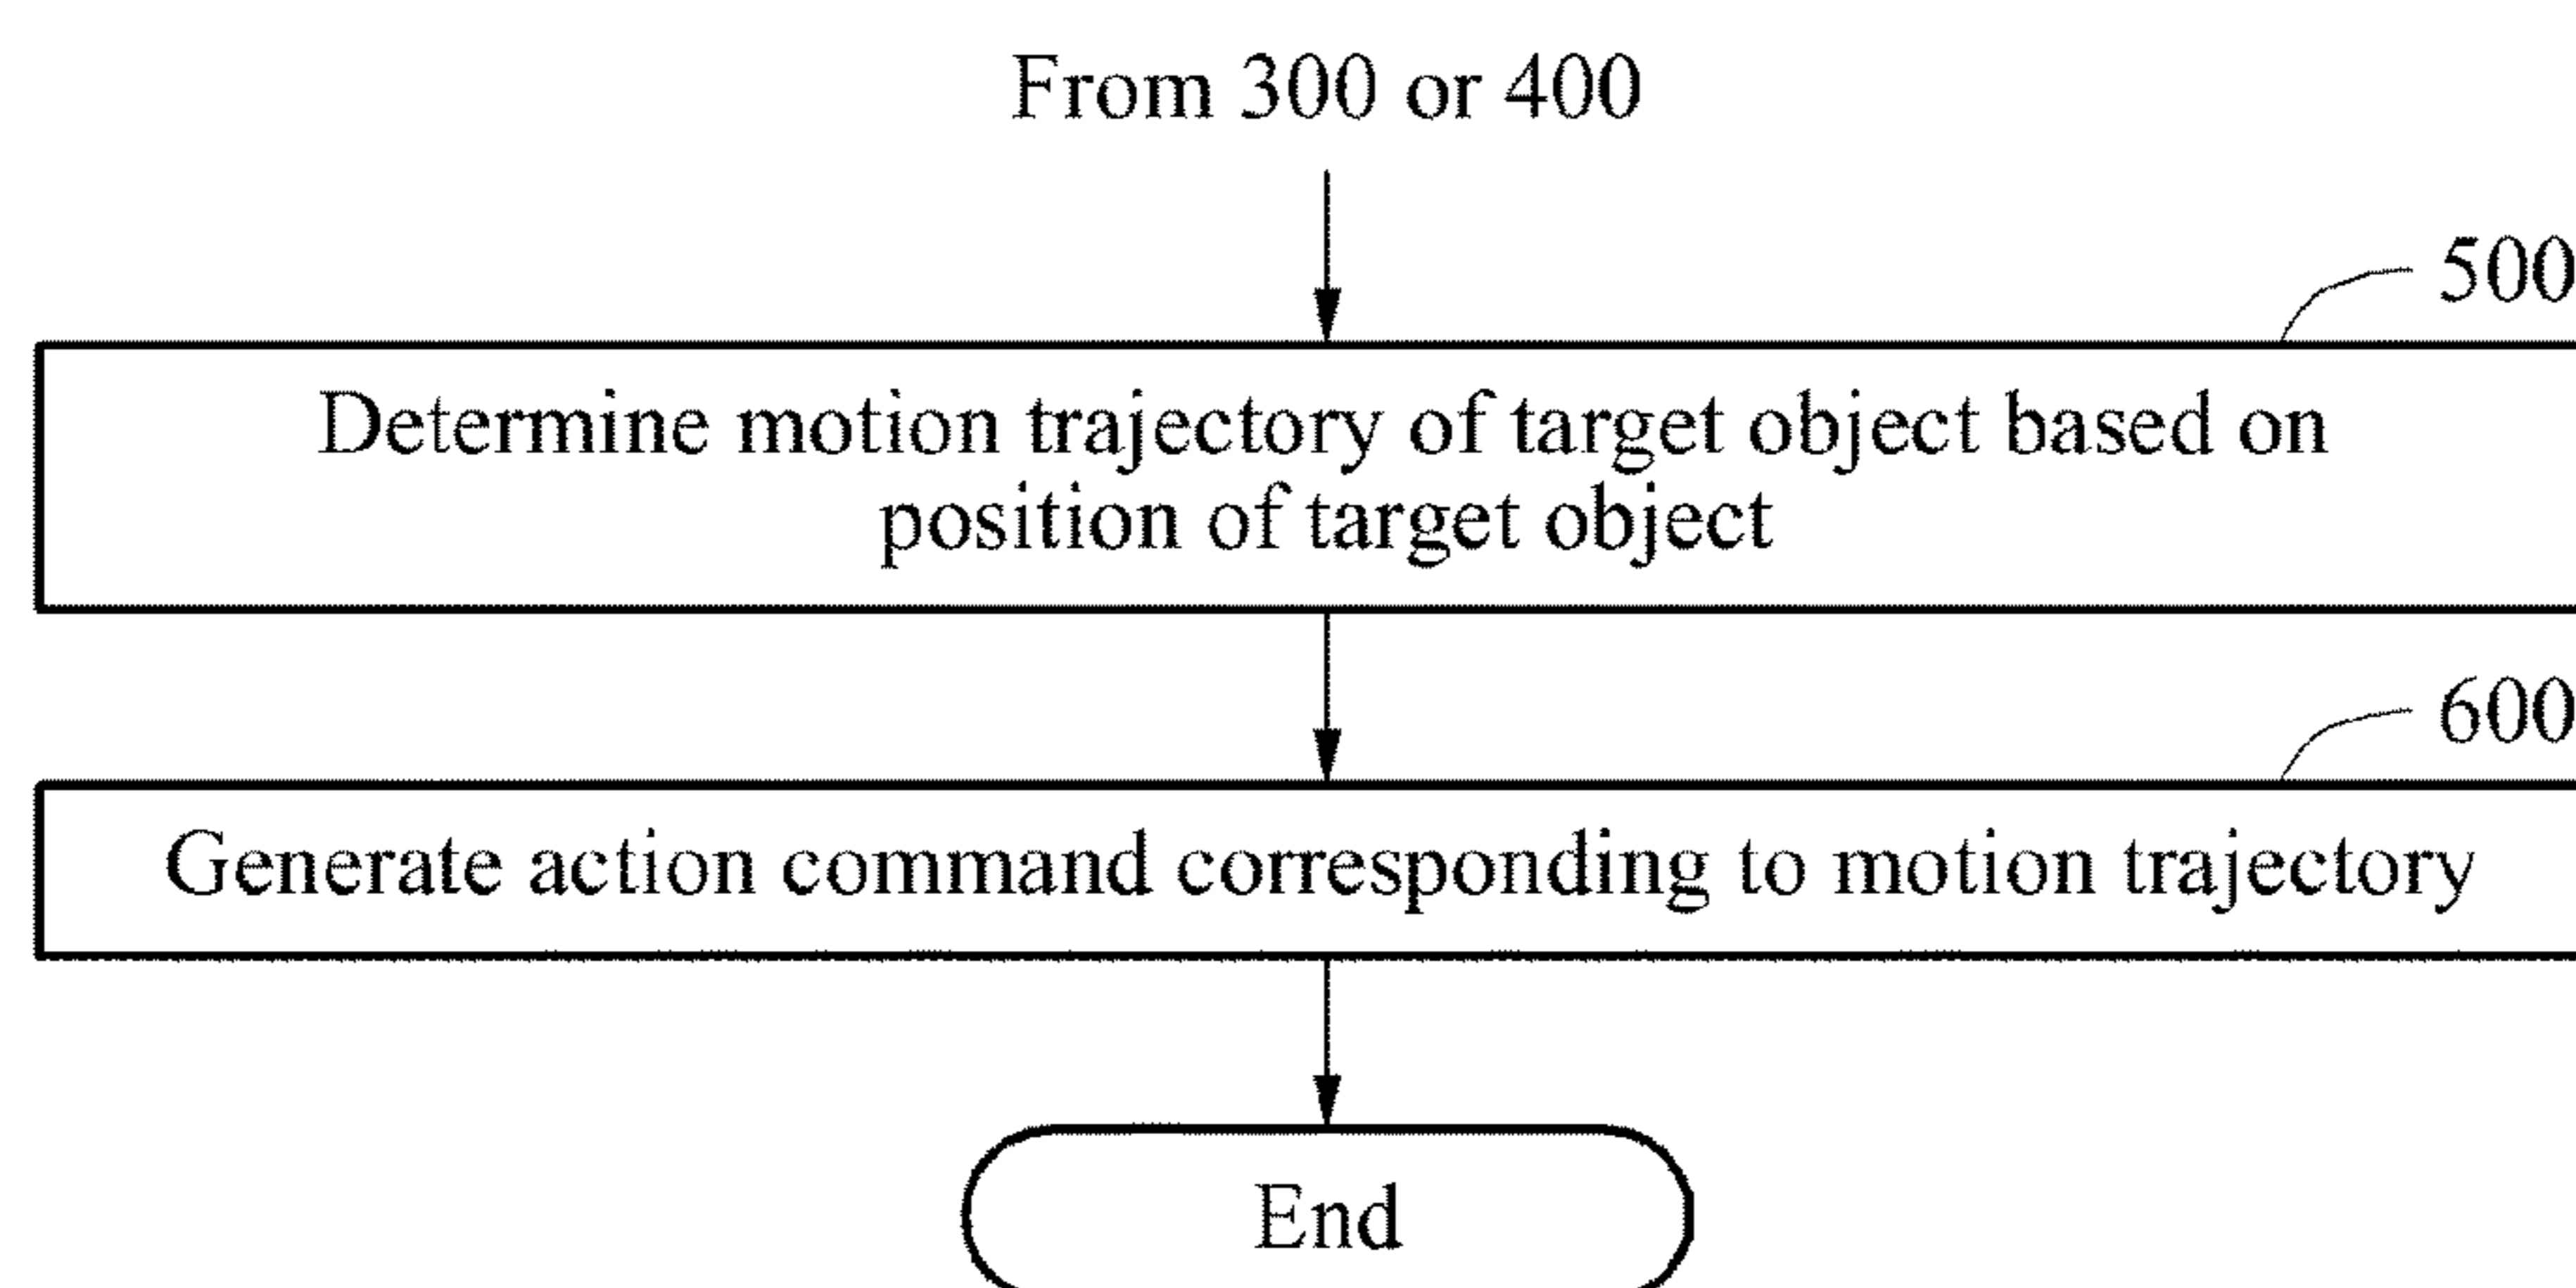 From 300 or 400
500
Determine motion trajectory of target object based on
position of target object
600
Generate action command corresponding to motion trajectory
End